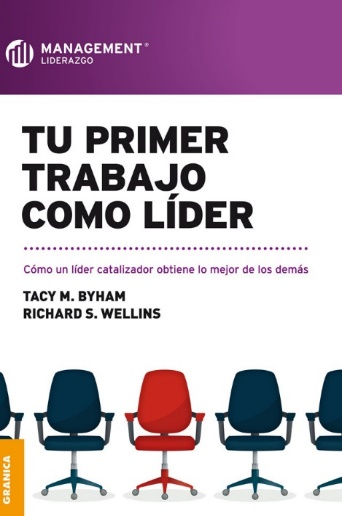 MANAGEMENT®
LIDERAZGO
TU PRIMER
TRABAJO
COMO LÍDER
Cómo un líder catalizador obtiene lo mejor de los demás
TACY M. BYHAM
RICHARD S. WELLINS
GRANICA